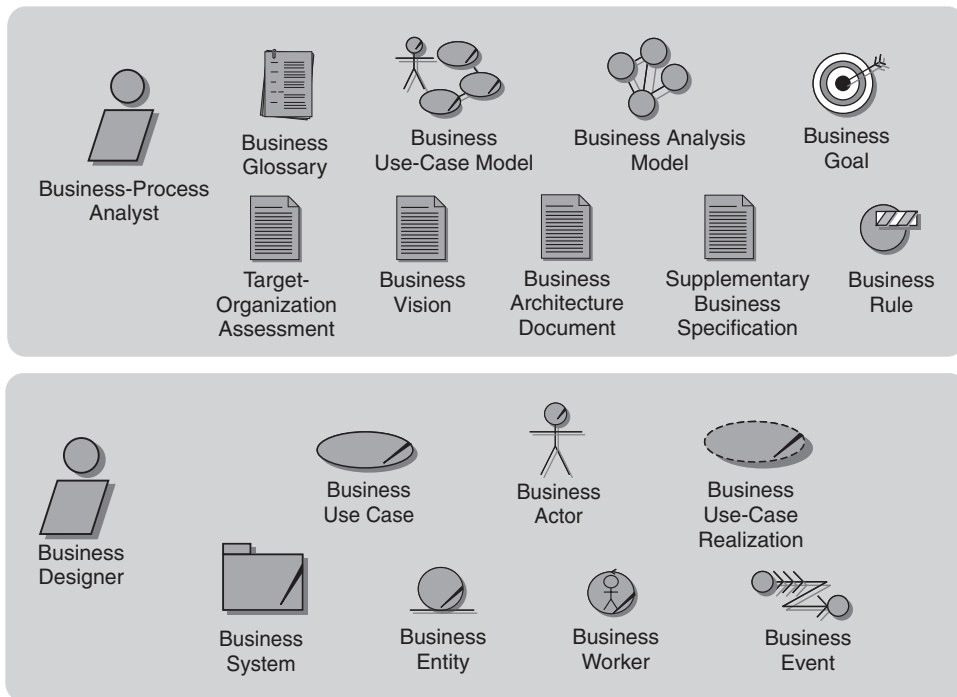 Business-Process
Analyst
Business
Glossary
Business
Use-Case Model
Business Analysis
Model
Business
Goal
Target-
Organization
Assessment
Business
Vision
Business
Architecture
Document
Supplementary
Business
Specification
Business
Rule
Business
Designer
Business
Use Case
Business
Actor
Business
Use-Case
Realization
Business
System
Business
Entity
Business
Worker
Business
Event